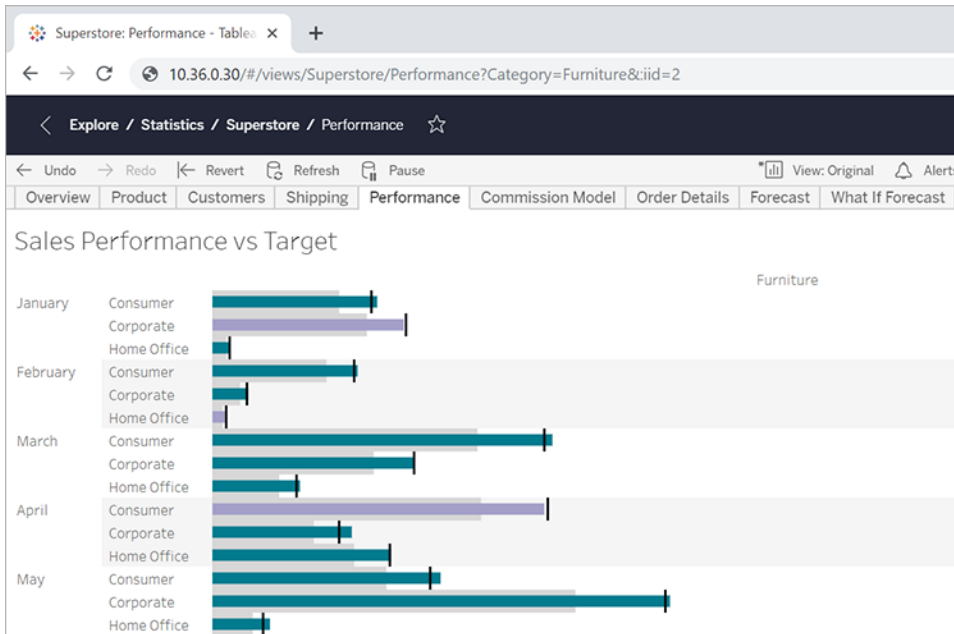 Superstore: Performance - Tablea
10.36.0.30/#/views/Superstore/Performance?Category=Furniture&:iid=2
Explore / Statistics / Superstore / Performance
Undo Redo Revert Refresh Pause View: Original Alerts
Overview Product Customers Shipping Performance Commission Model Order Details Forecast What If Forecast
Sales Performance vs Target
Furniture
January Consumer
Corporate
Home Office
February Consumer
Corporate
Home Office
March Consumer
Corporate
Home Office
April Consumer
Corporate
Home Office
May Consumer
Corporate
Home Office